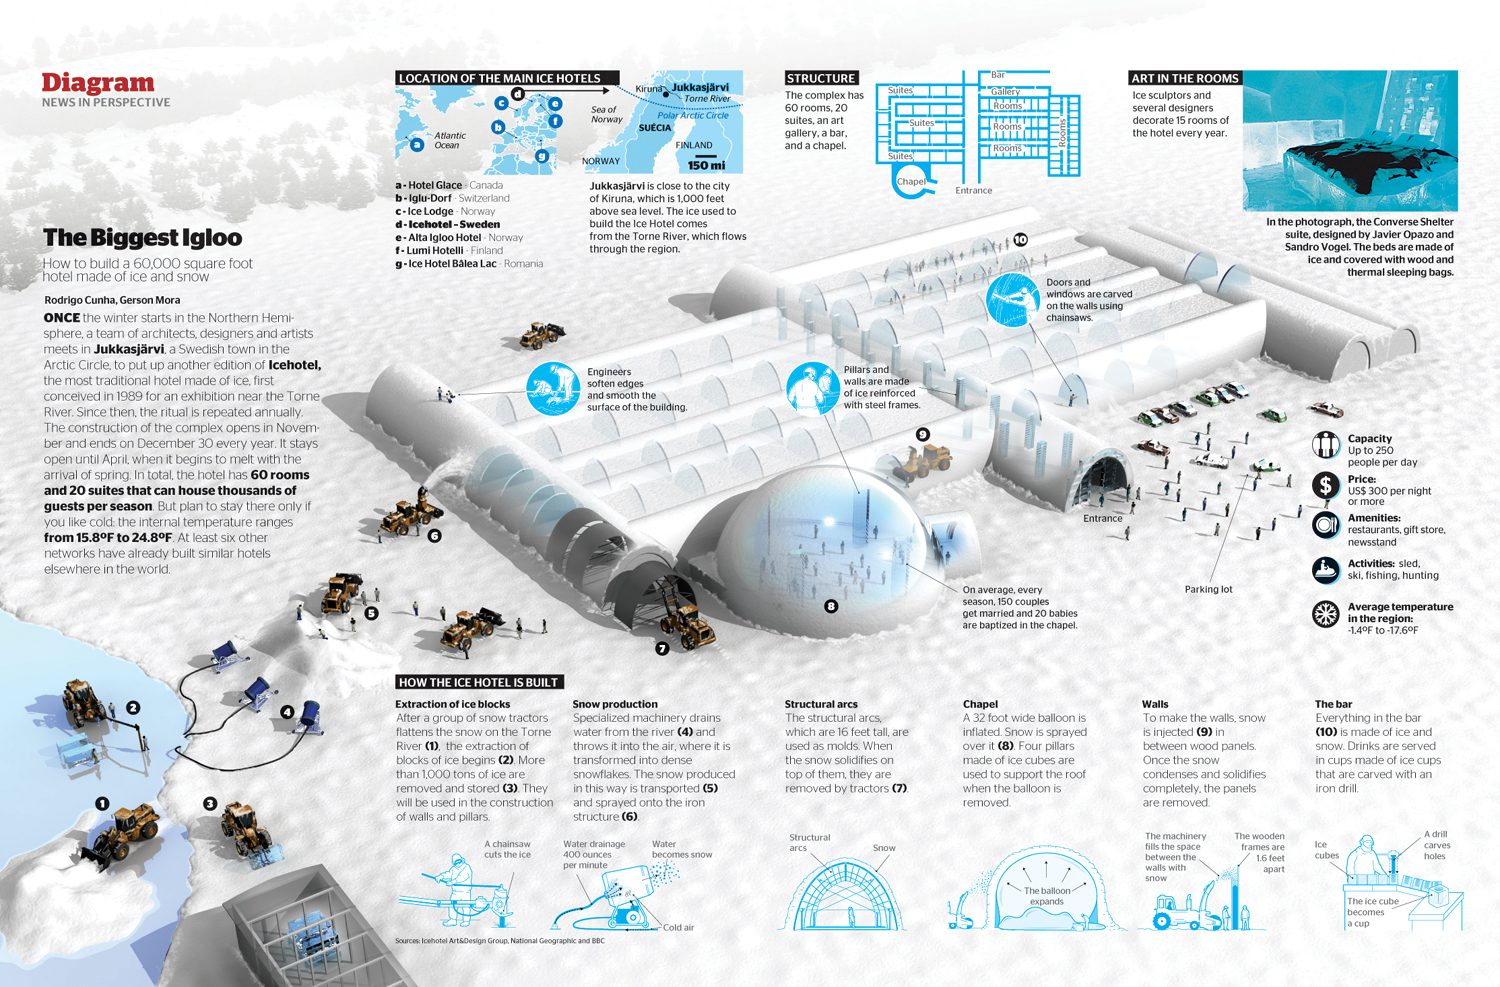 Diagram
NEWS IN PERSPECTIVE
The Biggest Igloo
How to build a 60,000 square foot
hotel made of ice and snow
Rodrigo Cunha, Gerson Mora
ONCE the winter starts in the Northern Hemi-
sphere, a team of architects, designers and artists
meets in Jukkasjärvi, a Swedish town in the
Arctic Circle, to put up another edition of Icehotel,
the most traditional hotel made of ice, first
conceived in 1989 for an exhibition near the Torne
River. Since then, the ritual is repeated annually.
The construction of the complex opens in Novem-
ber and ends on December 30 every year. It stays
open until April, when it begins to melt with the
arrival of spring. In total, the hotel has 60 rooms
and 20 suites that can house thousands of
guests per season. But plan to stay there only if
you like cold: the internal temperature ranges
from 15.8ºF to 24.8ºF. At least six other
networks have already built similar hotels
elsewhere in the world.
LOCATION OF THE MAIN ICE HOTELS
a
b
c
d
e
f
g
Atlantic
Ocean
Sea of
Norway
Kiruna
Jukkasjärvi
Torne River
Polar Arctic Circle
SUÉCIA
FINLAND
NORWAY
150 mi
a - Hotel Glace - Canada
b - Iglu-Dorf - Switzerland
c - Ice Lodge - Norway
d - Icehotel - Sweden
e - Alta Igloo Hotel - Norway
f - Lumi Hotelli - Finland
g - Ice Hotel Bâlea Lac - Romania
Jukkasjärvi is close to the city
of Kiruna, which is 1,000 feet
above sea level. The ice used to
build the Ice Hotel comes
from the Torne River, which flows
through the region.
STRUCTURE
The complex has
60 rooms, 20
suites, an art
gallery, a bar,
and a chapel.
Suites
Suites
Suites
Chapel
Bar
Gallery
Rooms
Rooms
Rooms
Rooms
Entrance
ART IN THE ROOMS
Ice sculptors and
several designers
decorate 15 rooms of
the hotel every year.
In the photograph, the Converse Shelter
suite, designed by Javier Opazo and
Sandro Vogel. The beds are made of
ice and covered with wood and
thermal sleeping bags.
10
Doors and
windows are carved
on the walls using
chainsaws.
Engineers
soften edges
and smooth the
surface of the building.
Pillars and
walls are made
of ice reinforced
with steel frames.
9
Entrance
Parking lot
On average, every
season, 150 couples
get married and 20 babies
are baptized in the chapel.
8
7
6
5
4
2
1
3
Capacity
Up to 250
people per day
$
Price:
US$ 300 per night
or more
Amenities:
restaurants, gift store,
newsstand
Activities: sled,
ski, fishing, hunting
Average temperature
in the region:
-1.4ºF to -17.6ºF
HOW THE ICE HOTEL IS BUILT
Extraction of ice blocks
After a group of snow tractors
flattens the snow on the Torne
River (1), the extraction of
blocks of ice begins (2). More
than 1,000 tons of ice are
removed and stored (3). They
will be used in the construction
of walls and pillars.
A chainsaw
cuts the ice
Snow production
Specialized machinery drains
water from the river (4) and
throws it into the air, where it is
transformed into dense
snowflakes. The snow produced
in this way is transported (5)
and sprayed onto the iron
structure (6).
Water drainage
400 ounces
per minute
Water
becomes snow
Cold air
Structural arcs
The structural arcs,
which are 16 feet tall, are
used as molds. When
the snow solidifies on
top of them, they are
removed by tractors (7).
Structural
arcs
Snow
Chapel
A 32 foot wide balloon is
inflated. Snow is sprayed
over it (8). Four pillars
made of ice cubes are
used to support the roof
when the balloon is
removed.
The balloon
expands
Walls
To make the walls, snow
is injected (9) in
between wood panels.
Once the snow
condenses and solidifies
completely, the panels
are removed.
The machinery
fills the space
between the
walls with
snow
The wooden
frames are
1.6 feet
apart
The bar
Everything in the bar
(10) is made of ice and
snow. Drinks are served
in cups made of ice cups
that are carved with an
iron drill.
Ice
cubes
A drill
carves
holes
The ice cube
becomes
a cup
Sources: Icehotel Art&Design Group, National Geographic and BBC